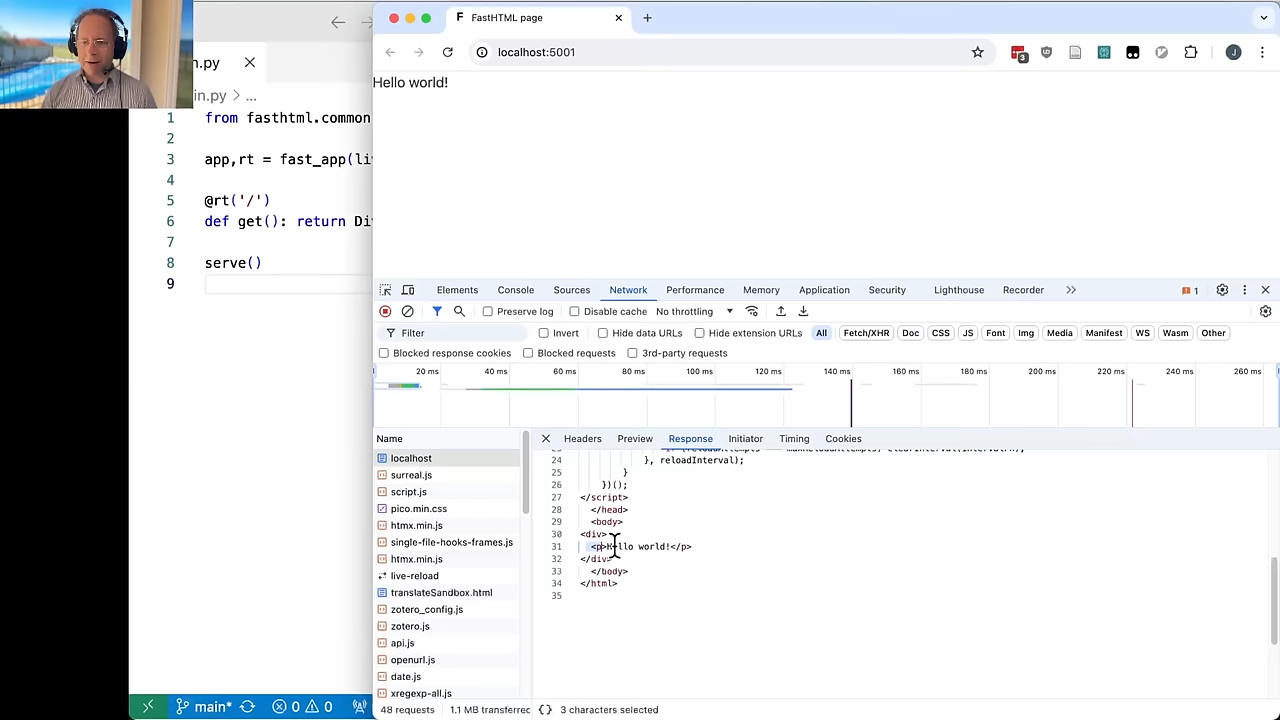 FastHTML page
localhost:5001
3
J
n.py
in.py > ...
1 from fasthtml.common
2
3 app,rt = fast_app(li
4
5 @rt('/')
6 def get(): return Di
7
8 serve()
9
main*
0 0
Hello world!
Elements Console Sources Network Performance Memory Application Security Lighthouse Recorder 1
Preserve log Disable cache No throttling
Filter Invert Hide data URLs Hide extension URLs All Fetch/XHR Doc CSS JS Font Img Media Manifest WS Wasm Other
Blocked response cookies Blocked requests 3rd-party requests
20 ms 40 ms 60 ms 80 ms 100 ms 120 ms 140 ms 160 ms 180 ms 200 ms 220 ms 240 ms 260 ms
Name
localhost
surreal.js
script.js
pico.min.css
htmx.min.js
single-file-hooks-frames.js
htmx.min.js
live-reload
translateSandbox.html
zotero_config.js
zotero.js
api.js
openurl.js
date.js
xregexp-all.js
Headers Preview Response Initiator Timing Cookies
24 }, reloadInterval);
25 }
26 })();
27 </script>
28 </head>
29 <body>
30 <div>
31 <p>Hello world!</p>
32 </div>
33 </body>
34 </html>
35
48 requests 1.1 MB transferred {} 3 characters selected